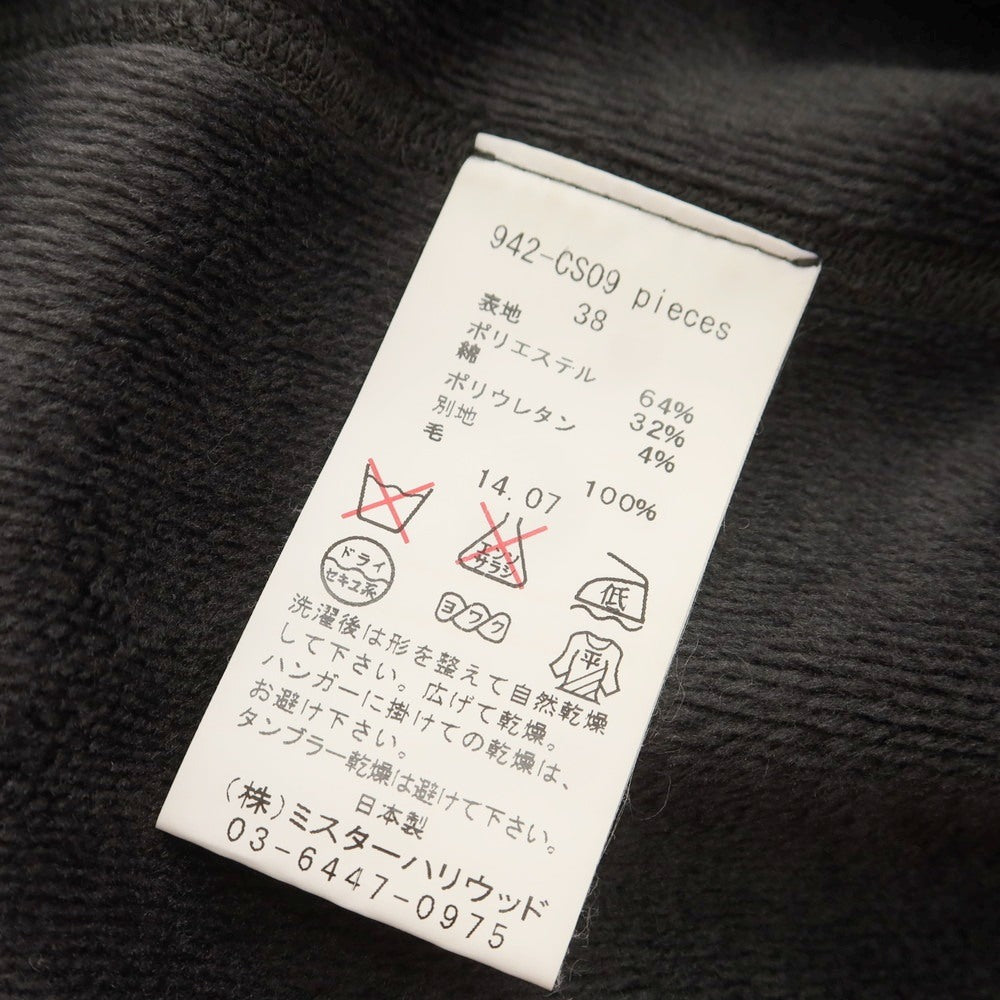 942-CS09 pieces
38
表地
ポリエステル 64%
綿 32%
ポリウレタン 4%
別地
毛 100%
14.07
エンソ
サラシ
低
ドライ
セキユ系
ヨワク
平
洗濯後は形を整えて自然乾燥
して下さい。広げて乾燥。
ハンガーに掛けての乾燥は、
お避け下さい。
タンブラー乾燥は避けて下さい。
日本製
(株)ミスターハリウッド
03-6447-0975